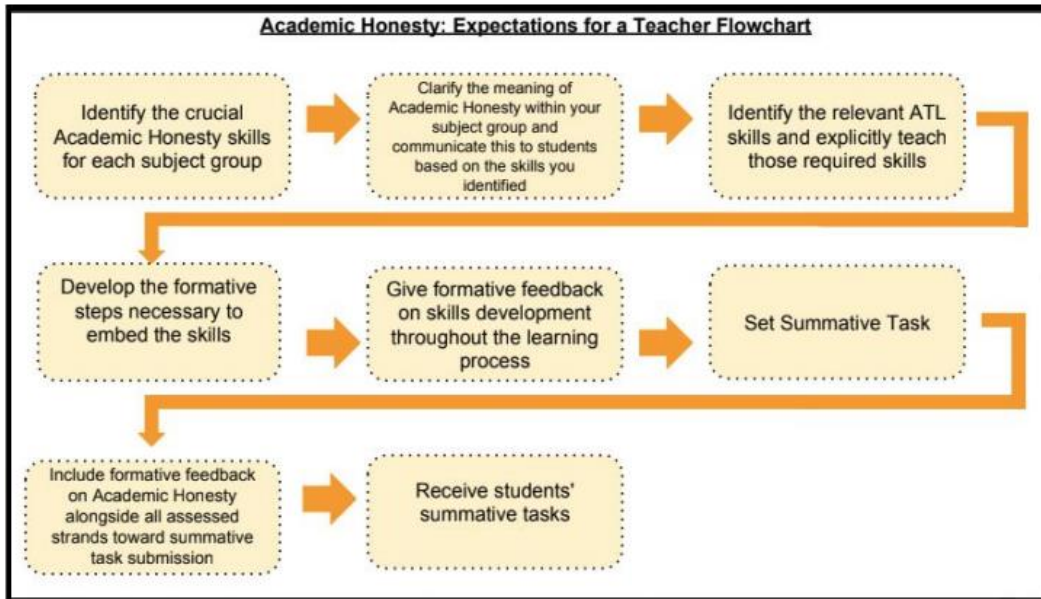 Academic Honesty: Expectations for a Teacher Flowchart
Identify the crucial
Academic Honesty skills
for each subject group
Clarify the meaning of
Academic Honesty within your
subject group and
communicate this to students
based on the skills you
identified
Identify the relevant ATL
skills and explicitly teach
those required skills
Develop the formative
steps necessary to
embed the skills
Give formative feedback
on skills development
throughout the learning
process
Set Summative Task
Include formative feedback
on Academic Honesty
alongside all assessed
strands toward summative
task submission
Receive students'
summative tasks